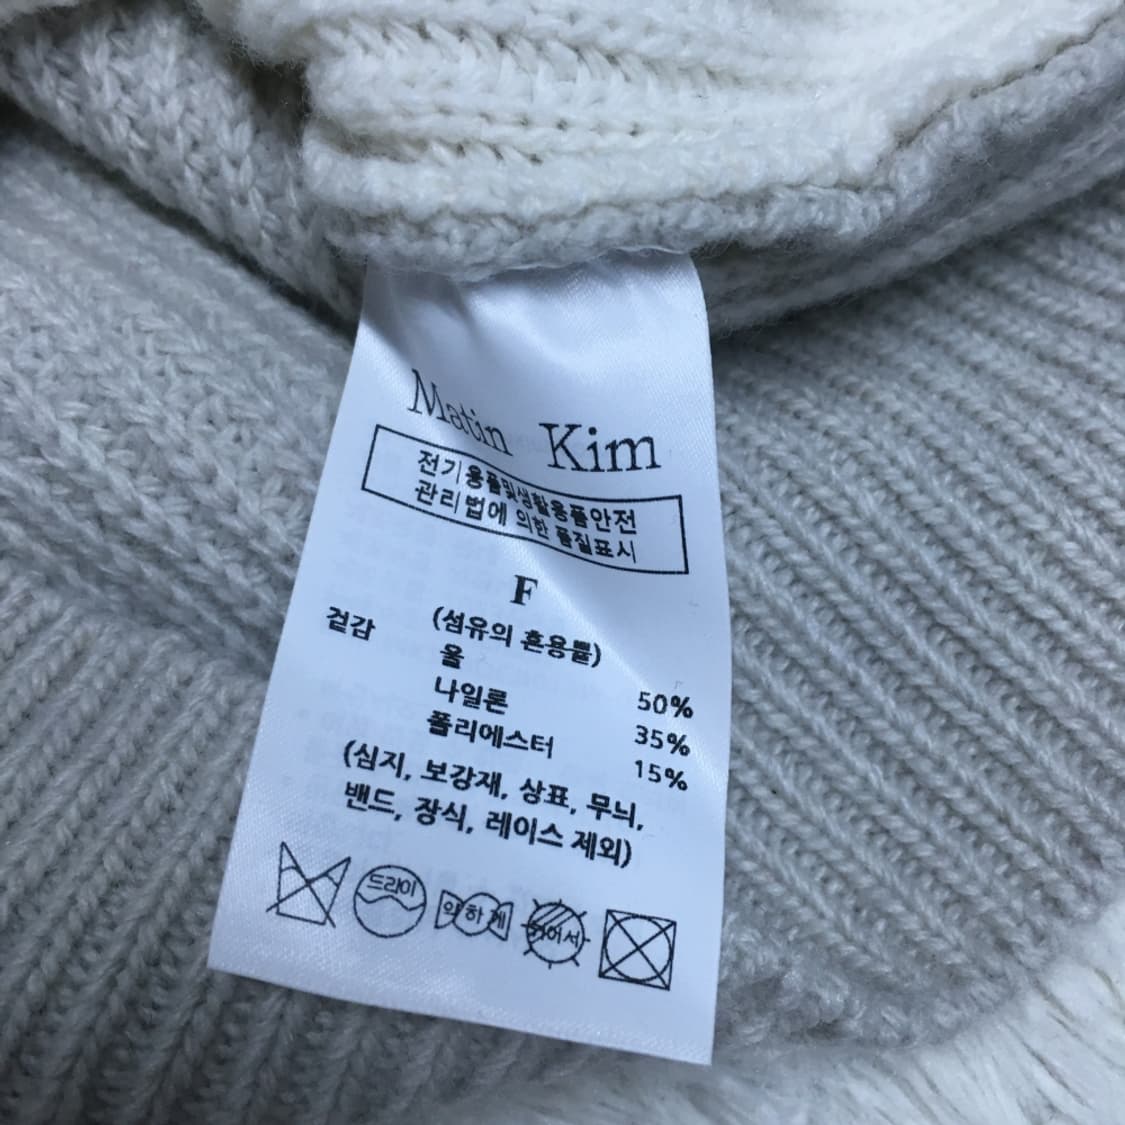 Matin Kim
전기용품및생활용품안전
관리법에 의한 품질표시
F
(섬유의 혼용률)
겉감
울 50%
나일론 35%
폴리에스터 15%
(심지, 보강재, 상표, 무늬,
밴드, 장식, 레이스 제외)
드라이 약하게 뉘어서